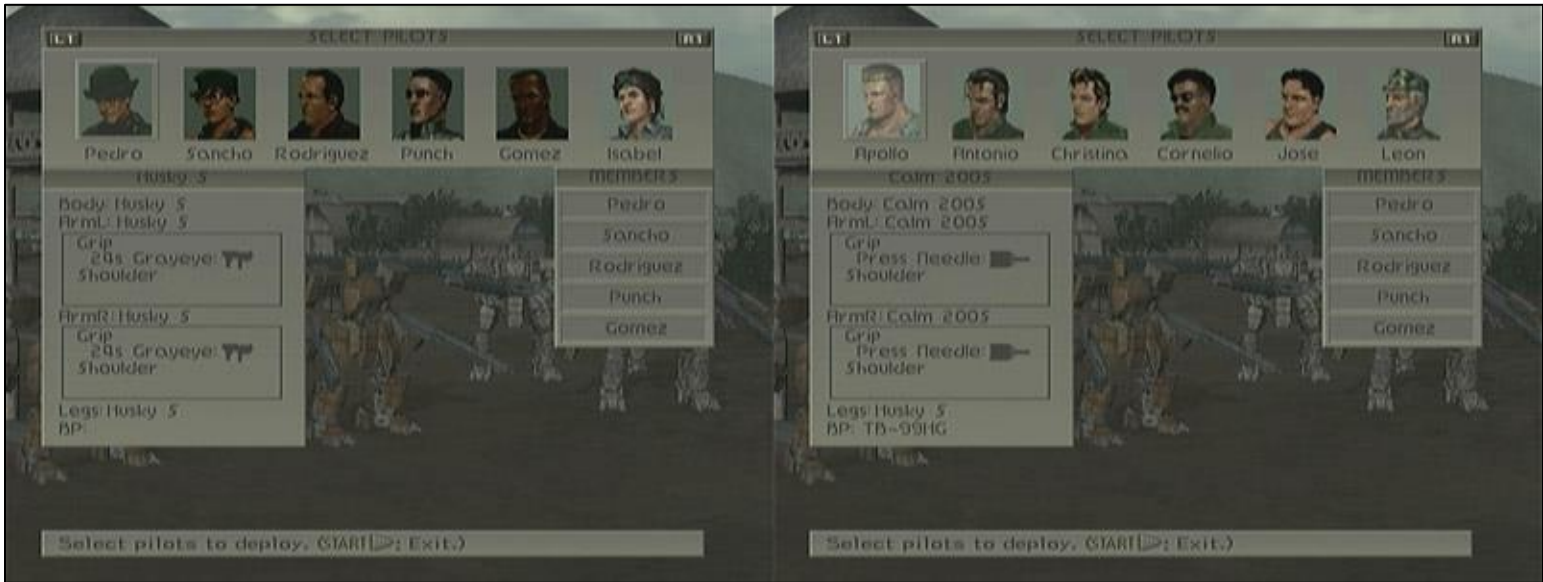 L1 SELECT PILOTS R1
Pedro Sancho Rodriguez Punch Gomez Isabel
Husky 5
Body: Husky 5
ArmL: Husky 5
Grip
24s Grayeye:
Shoulder
ArmR: Husky 5
Grip
24s Grayeye:
Shoulder
Legs: Husky 5
BP:
MEMBERS
Pedro
Sancho
Rodriguez
Punch
Gomez
Select pilots to deploy. (START: Exit.)
L1 SELECT PILOTS R1
Apollo Antonio Christina Cornelio Jose Leon
Calm 2005
Body: Calm 2005
ArmL: Calm 2005
Grip
Press Needle:
Shoulder
ArmR: Calm 2005
Grip
Press Needle:
Shoulder
Legs: Husky 5
BP: TB-99MG
MEMBERS
Pedro
Sancho
Rodriguez
Punch
Gomez
Select pilots to deploy. (START: Exit.)